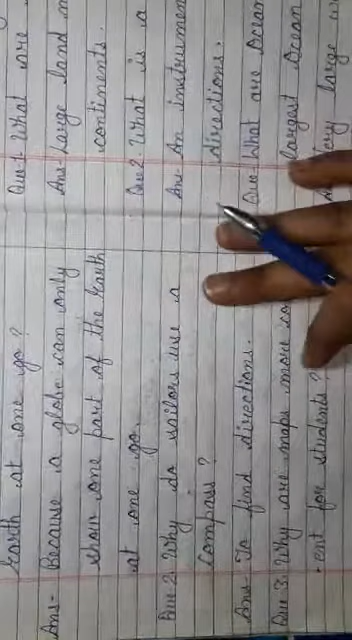 Earth at one go?
Ans- Because a globe can only
show one part of the Earth
at one go.
Que 2. Why do sailors use a
compass?
Ans- To find directions.
Que 3. Why are maps more co
ent for students?
Que 1 What are
Ans- Large land m
continents.
Que 2. What is a
Ans- An instrumen
directions.
Que What are Ocean
largest Ocean
very large